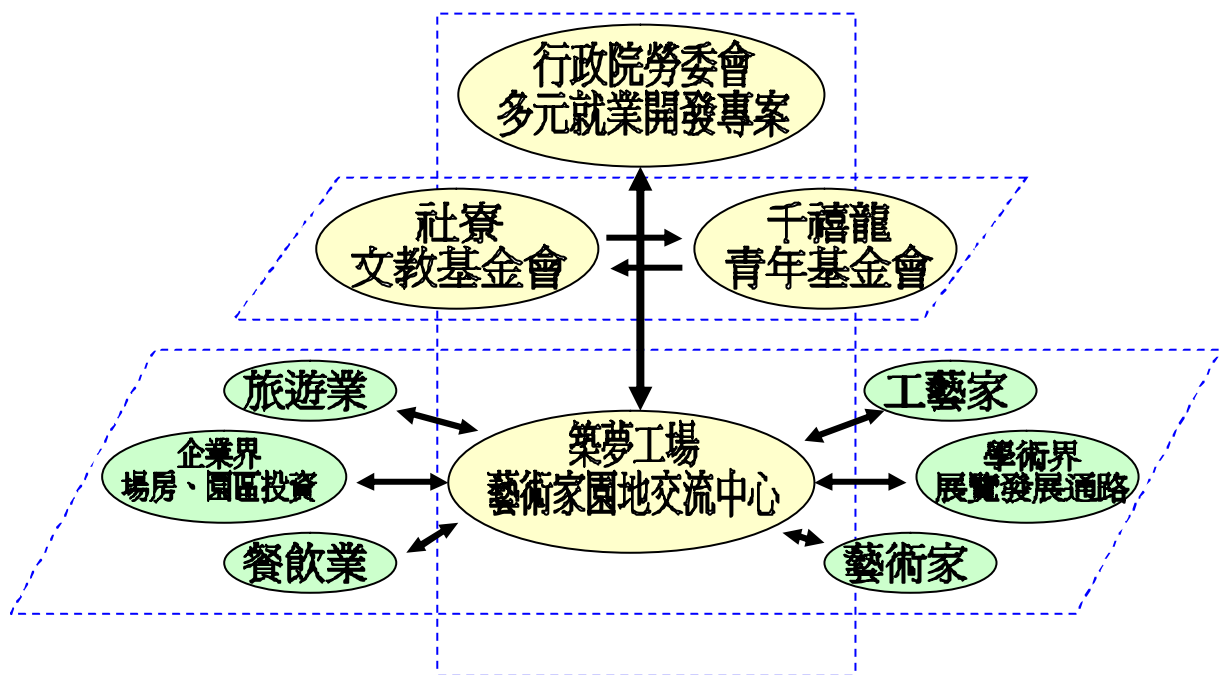 行政院勞委會
多元就業開發專案
社寮
文教基金會
千禧龍
青年基金會
旅遊業
工藝家
企業界
場房、園區投資
築夢工場
藝術家園地交流中心
學術界
展覽發展通路
餐飲業
藝術家